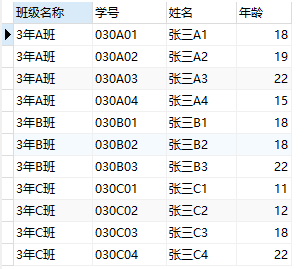 班级名称 学号 姓名 年龄
3年A班 030A01 张三A1 18
3年A班 030A02 张三A2 19
3年A班 030A03 张三A3 22
3年A班 030A04 张三A4 15
3年B班 030B01 张三B1 18
3年B班 030B02 张三B2 18
3年B班 030B03 张三B3 22
3年C班 030C01 张三C1 11
3年C班 030C02 张三C2 12
3年C班 030C03 张三C3 18
3年C班 030C04 张三C4 22